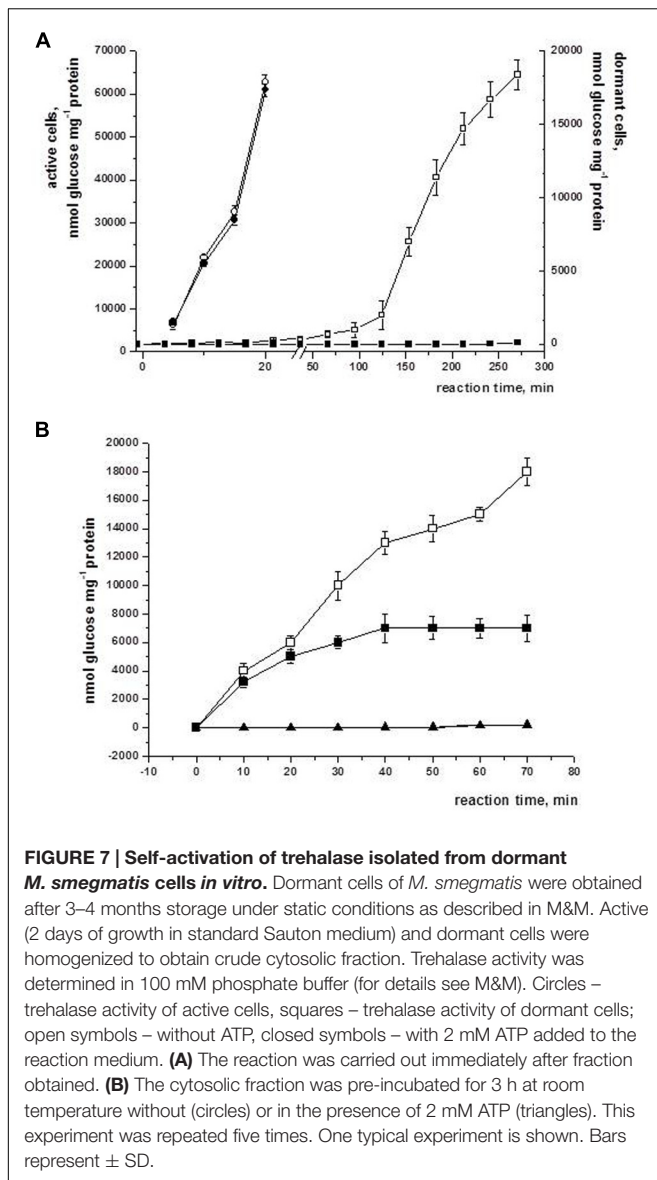 A
active cells,
nmol glucose mg-1 protein
70000
60000
50000
40000
30000
20000
10000
0
dormant cells,
nmol glucose mg-1 protein
20000
15000
10000
5000
0
0 20 50 100 150 200 250 300
reaction time, min
B
nmol glucose mg-1 protein
20000
18000
16000
14000
12000
10000
8000
6000
4000
2000
0
-2000
-10 0 10 20 30 40 50 60 70 80
reaction time, min
FIGURE 7 | Self-activation of trehalase isolated from dormant
M. smegmatis cells in vitro. Dormant cells of M. smegmatis were obtained
after 3–4 months storage under static conditions as described in M&M. Active
(2 days of growth in standard Sauton medium) and dormant cells were
homogenized to obtain crude cytosolic fraction. Trehalase activity was
determined in 100 mM phosphate buffer (for details see M&M). Circles –
trehalase activity of active cells, squares – trehalase activity of dormant cells;
open symbols – without ATP, closed symbols – with 2 mM ATP added to the
reaction medium. (A) The reaction was carried out immediately after fraction
obtained. (B) The cytosolic fraction was pre-incubated for 3 h at room
temperature without (circles) or in the presence of 2 mM ATP (triangles). This
experiment was repeated five times. One typical experiment is shown. Bars
represent ± SD.